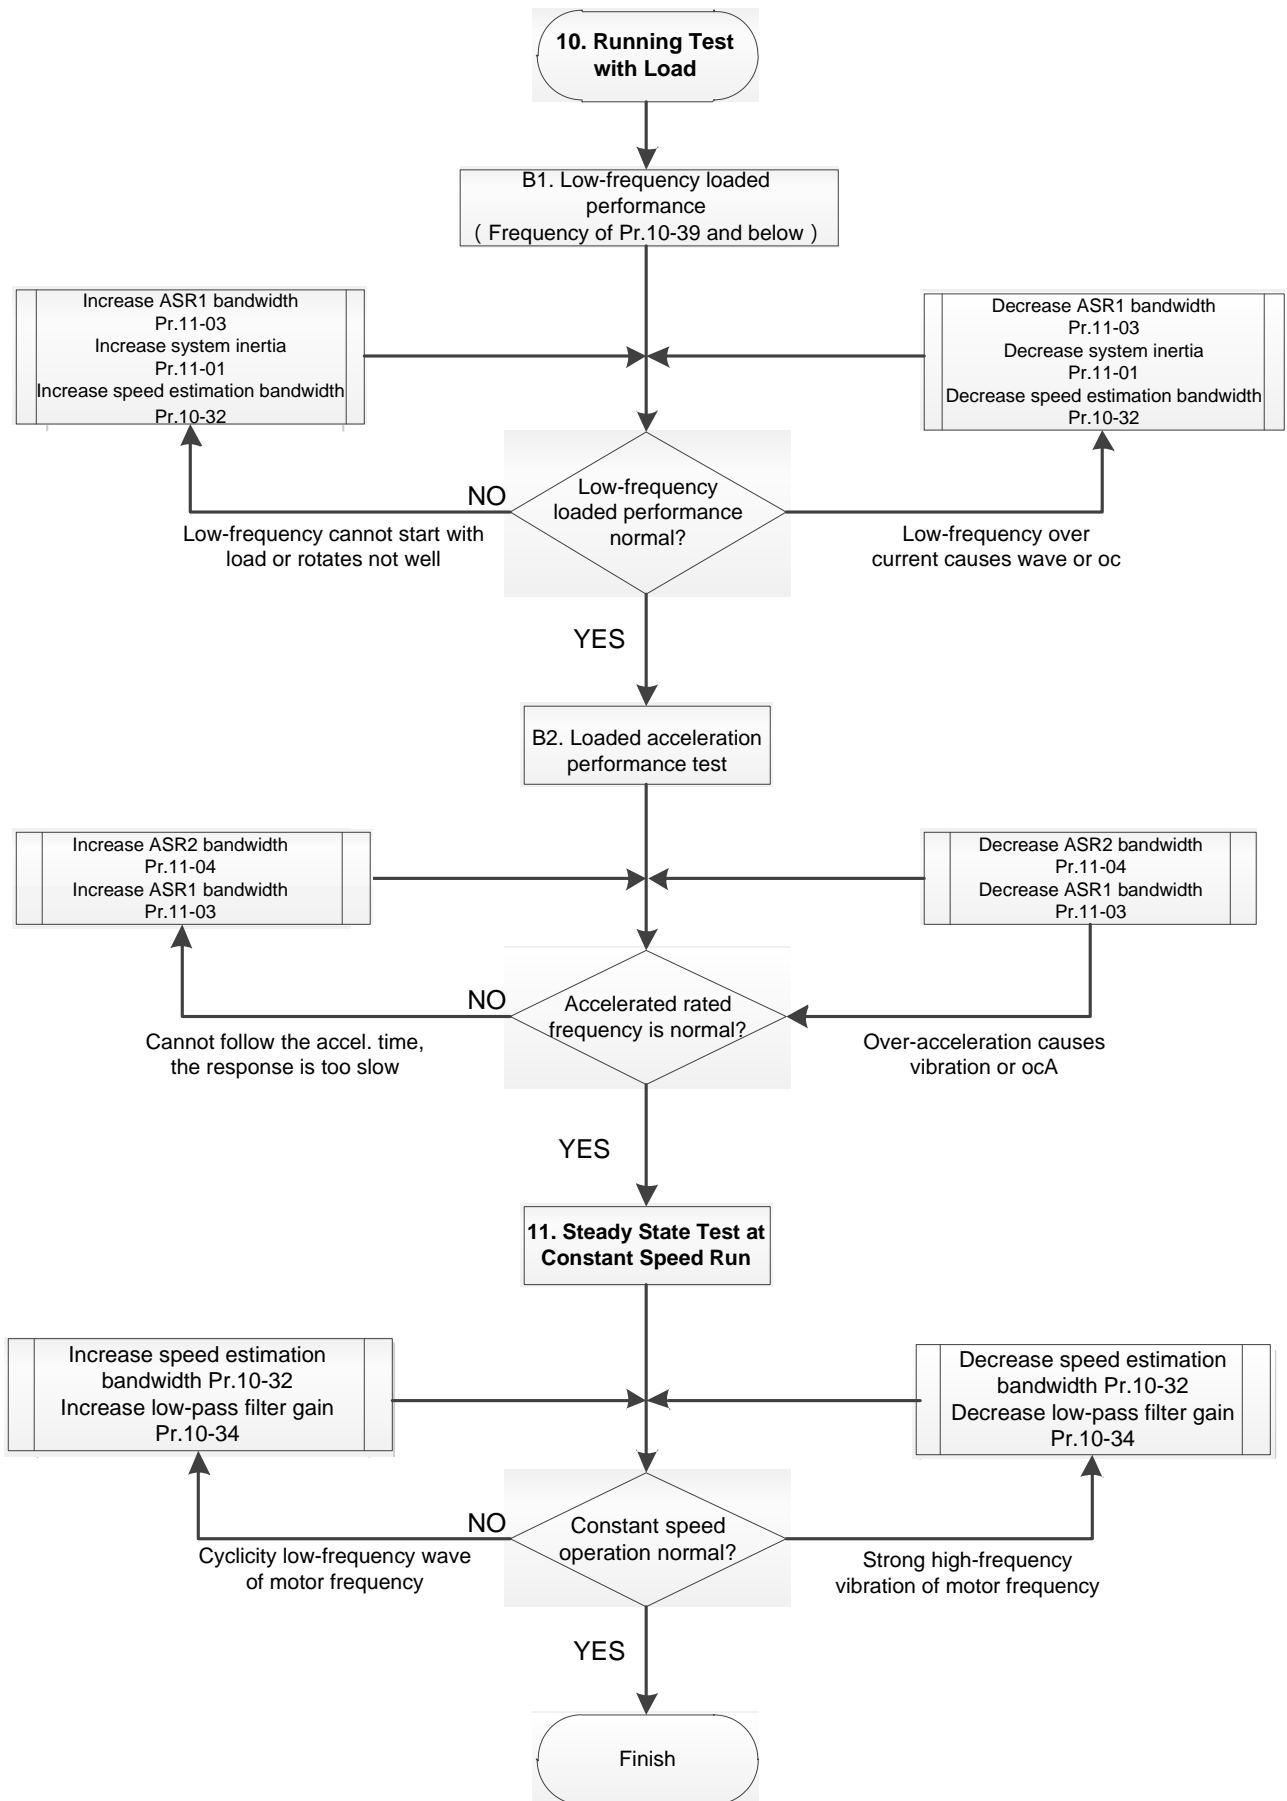 10. Running Test
with Load
B1. Low-frequency loaded
performance
( Frequency of Pr.10-39 and below )
Increase ASR1 bandwidth
Pr.11-03
Increase system inertia
Pr.11-01
Increase speed estimation bandwidth
Pr.10-32
Decrease ASR1 bandwidth
Pr.11-03
Decrease system inertia
Pr.11-01
Decrease speed estimation bandwidth
Pr.10-32
Low-frequency
loaded performance
normal?
NO
Low-frequency cannot start with
load or rotates not well
Low-frequency over
current causes wave or oc
YES
B2. Loaded acceleration
performance test
Increase ASR2 bandwidth
Pr.11-04
Increase ASR1 bandwidth
Pr.11-03
Decrease ASR2 bandwidth
Pr.11-04
Decrease ASR1 bandwidth
Pr.11-03
NO
Accelerated rated
frequency is normal?
Cannot follow the accel. time,
the response is too slow
Over-acceleration causes
vibration or ocA
YES
11. Steady State Test at
Constant Speed Run
Increase speed estimation
bandwidth Pr.10-32
Increase low-pass filter gain
Pr.10-34
Decrease speed estimation
bandwidth Pr.10-32
Decrease low-pass filter gain
Pr.10-34
NO
Constant speed
operation normal?
Cyclicity low-frequency wave
of motor frequency
Strong high-frequency
vibration of motor frequency
YES
Finish